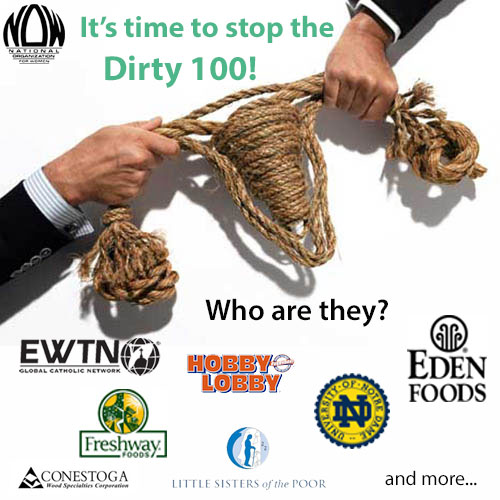 NOW
NATIONAL
ORGANIZATION
FOR WOMEN
It's time to stop the
Dirty 100!
Who are they?
EWTN
GLOBAL CATHOLIC NETWORK
HOBBY
LOBBY
UNIVERSITY · OF · NOTRE DAME
ND
EDEN
FOODS
Freshway
FOODS
CONESTOGA
Wood Specialties Corporation
LITTLE SISTERS of the POOR
and more...